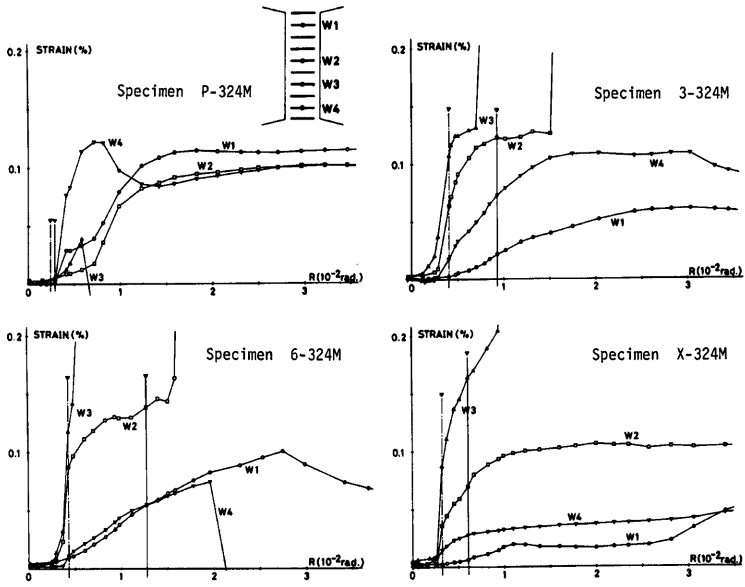 W1
W2
W3
W4
0.2
STRAIN (%)
Specimen P-324M
0.1
W4
W1
W2
W3
R(10⁻²rad.)
0
1
2
3
0.2
STRAIN (%)
Specimen 3-324M
W3
W2
0.1
W4
W1
R(10⁻²rad.)
0
1
2
3
0.2
STRAIN (%)
Specimen 6-324M
W3
W2
0.1
W1
W4
R(10⁻²rad.)
0
1
2
3
0.2
STRAIN (%)
Specimen X-324M
W3
W2
0.1
W4
W1
R(10⁻²rad.)
0
1
2
3